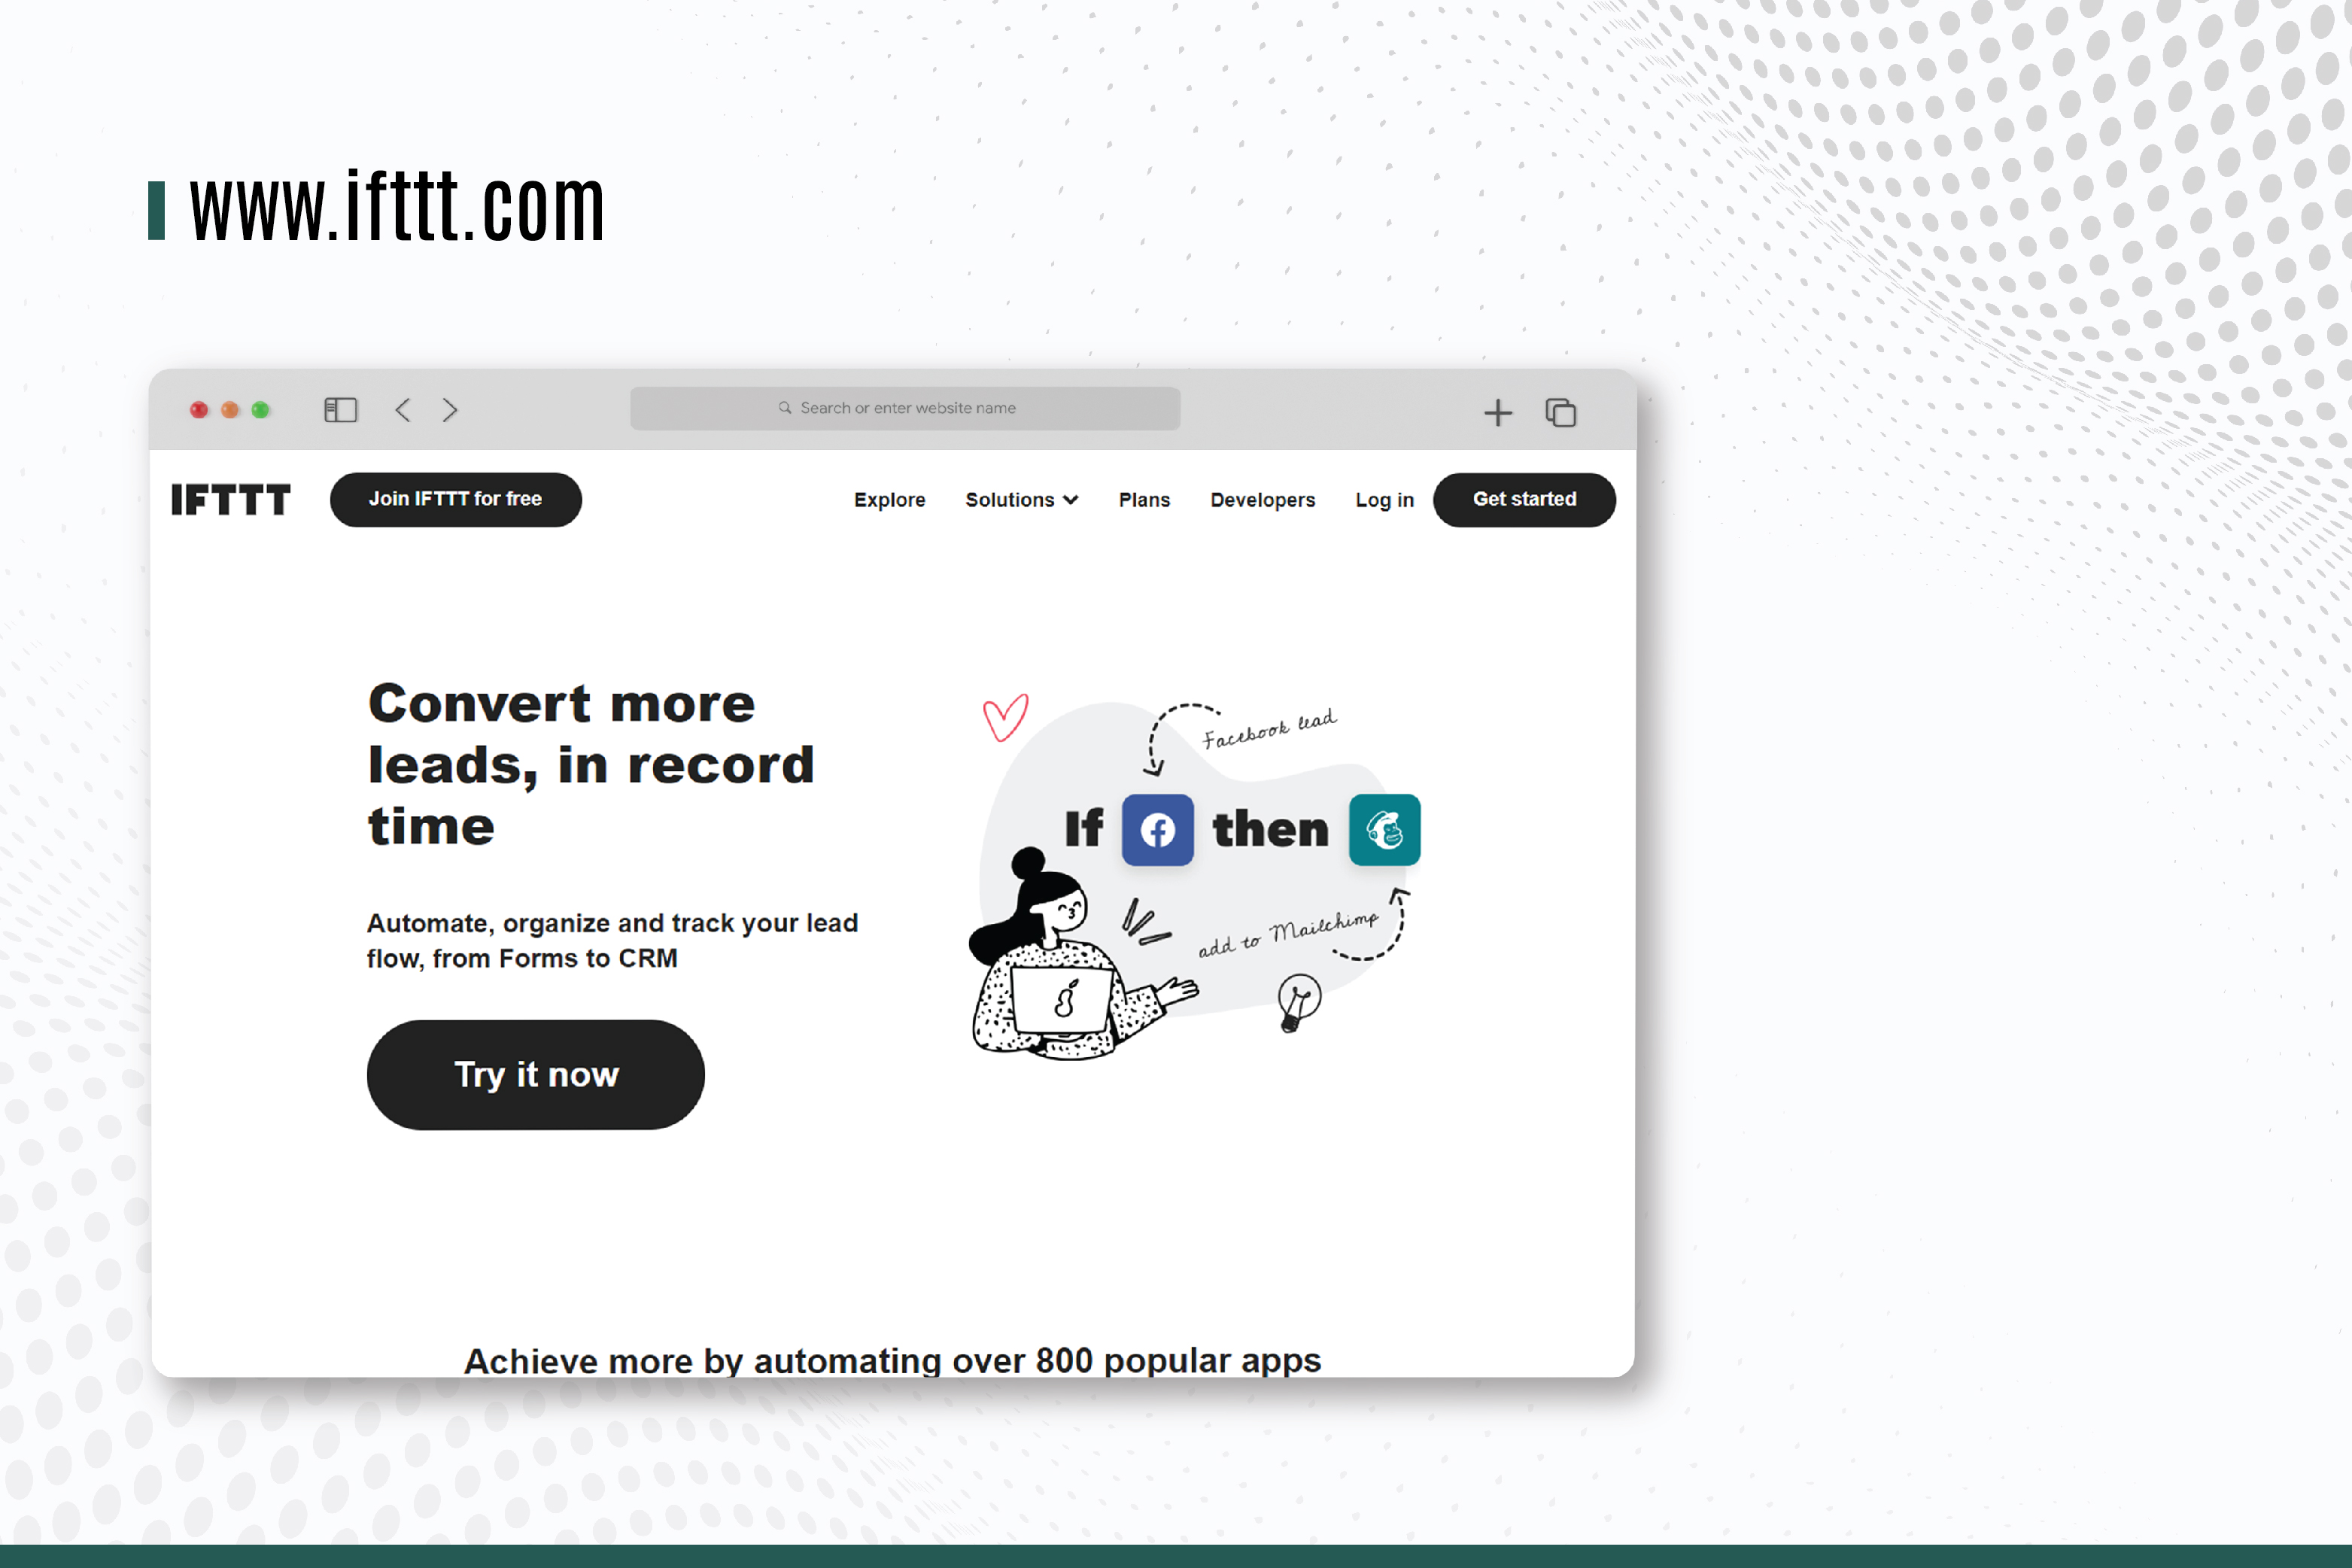 www.ifttt.com
Search or enter website name
IFTTT
Join IFTTT for free
Explore
Solutions
Plans
Developers
Log in
Get started
Convert more
leads, in record
time
Automate, organize and track your lead
flow, from Forms to CRM
Try it now
Facebook lead
If then
add to Mailchimp
Achieve more by automating over 800 popular apps